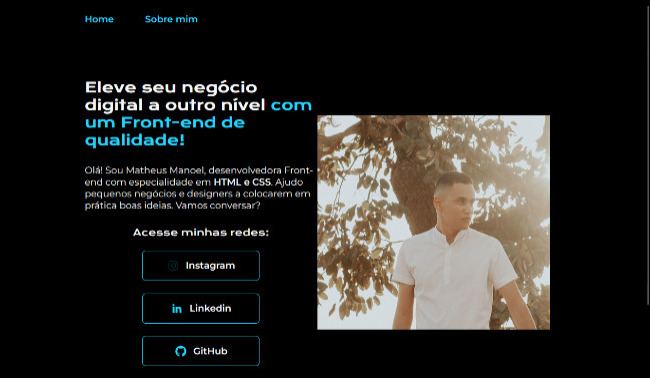 Home Sobre mim
Eleve seu negócio
digital a outro nível com
um Front-end de
qualidade!
Olá! Sou Matheus Manoel, desenvolvedora Front-
end com especialidade em HTML e CSS. Ajudo
pequenos negócios e designers a colocarem em
prática boas ideias. Vamos conversar?
Acesse minhas redes:
Instagram
Linkedin
GitHub